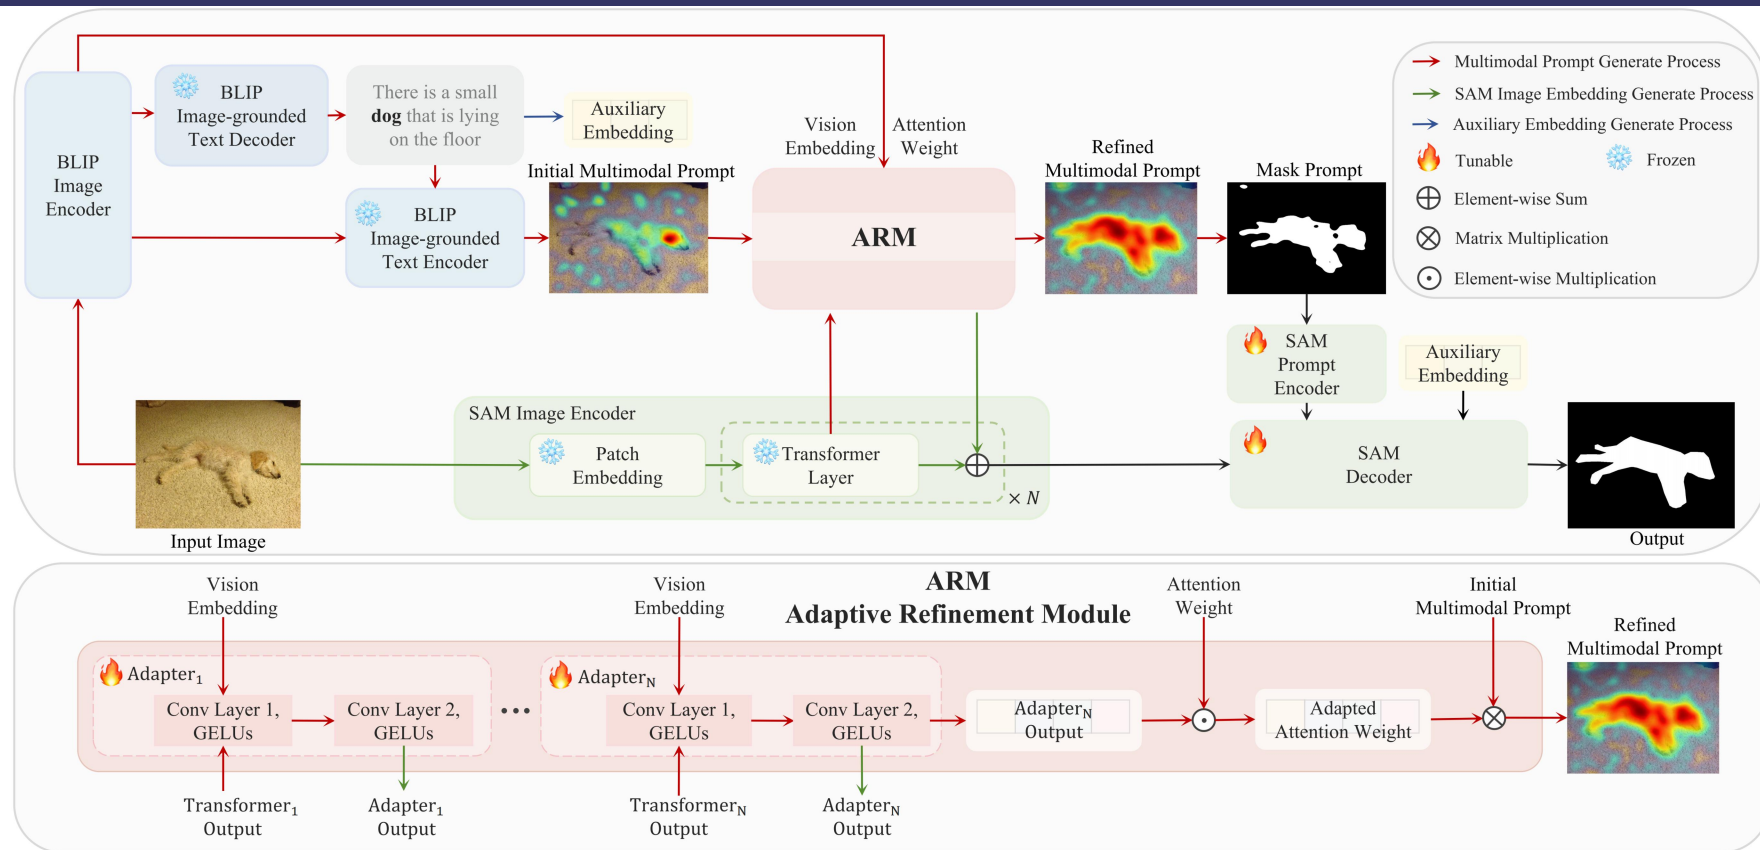 BLIP
Image
Encoder
BLIP
Image-grounded
Text Decoder
There is a small
dog that is lying
on the floor
Auxiliary
Embedding
BLIP
Image-grounded
Text Encoder
Initial Multimodal Prompt
Vision
Embedding
Attention
Weight
ARM
Refined
Multimodal Prompt
Mask Prompt
Multimodal Prompt Generate Process
SAM Image Embedding Generate Process
Auxiliary Embedding Generate Process
Tunable
Frozen
Element-wise Sum
Matrix Multiplication
Element-wise Multiplication
SAM
Prompt
Encoder
Auxiliary
Embedding
Input Image
SAM Image Encoder
Patch
Embedding
Transformer
Layer
× N
SAM
Decoder
Output
ARM
Adaptive Refinement Module
Vision
Embedding
Adapter₁
Conv Layer 1,
GELUs
Conv Layer 2,
GELUs
Transformer₁
Output
Adapter₁
Output
...
Vision
Embedding
Adapter_N
Conv Layer 1,
GELUs
Conv Layer 2,
GELUs
Transformer_N
Output
Adapter_N
Output
Adapter_N
Output
Attention
Weight
Adapted
Attention Weight
Initial
Multimodal Prompt
Refined
Multimodal Prompt